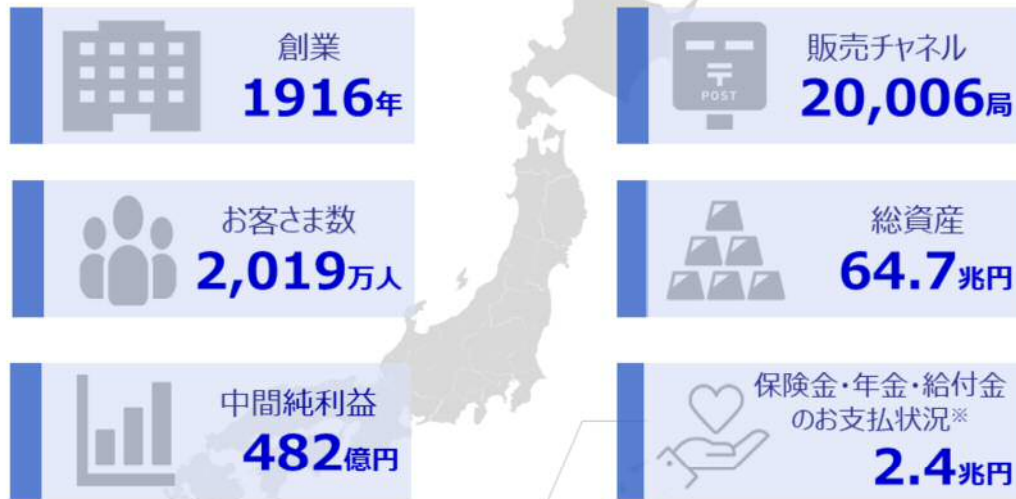 創業
1916年
販売チャネル
20,006局
〒
POST
お客さま数
2,019万人
総資産
64.7兆円
中間純利益
482億円
保険金・年金・給付金
のお支払状況※
2.4兆円